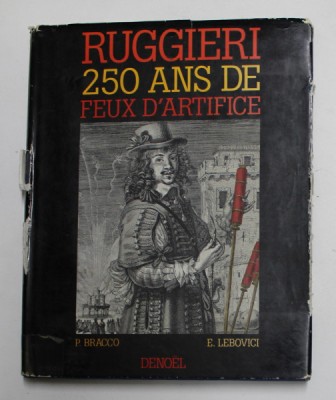 RUGGIERI
250 ANS DE
FEUX D'ARTIFICE
P. BRACCO E. LEBOVICI
DENOËL